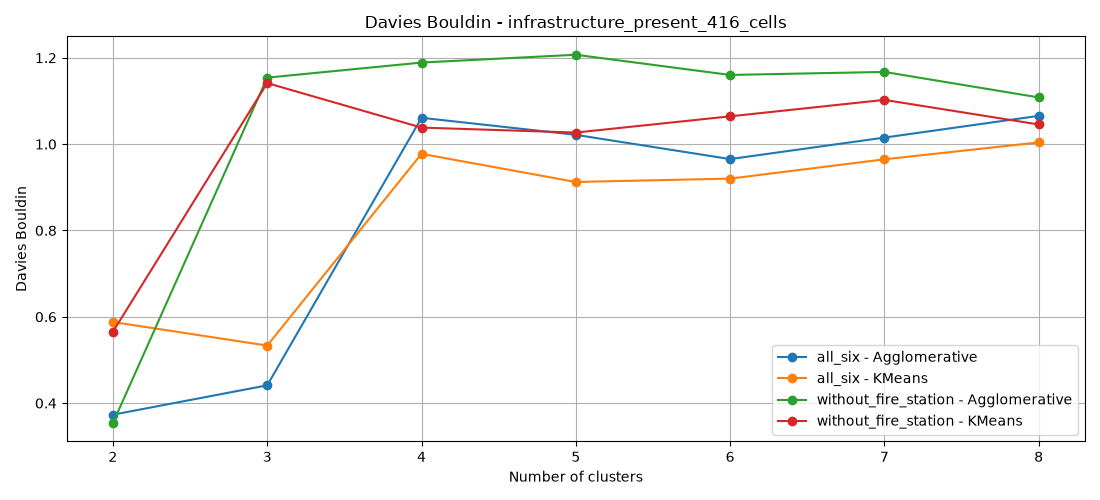 Davies Bouldin - infrastructure_present_416_cells
Davies Bouldin
1.2
1.0
0.8
0.6
0.4
2 3 4 5 6 7 8
Number of clusters
all_six - Agglomerative
all_six - KMeans
without_fire_station - Agglomerative
without_fire_station - KMeans